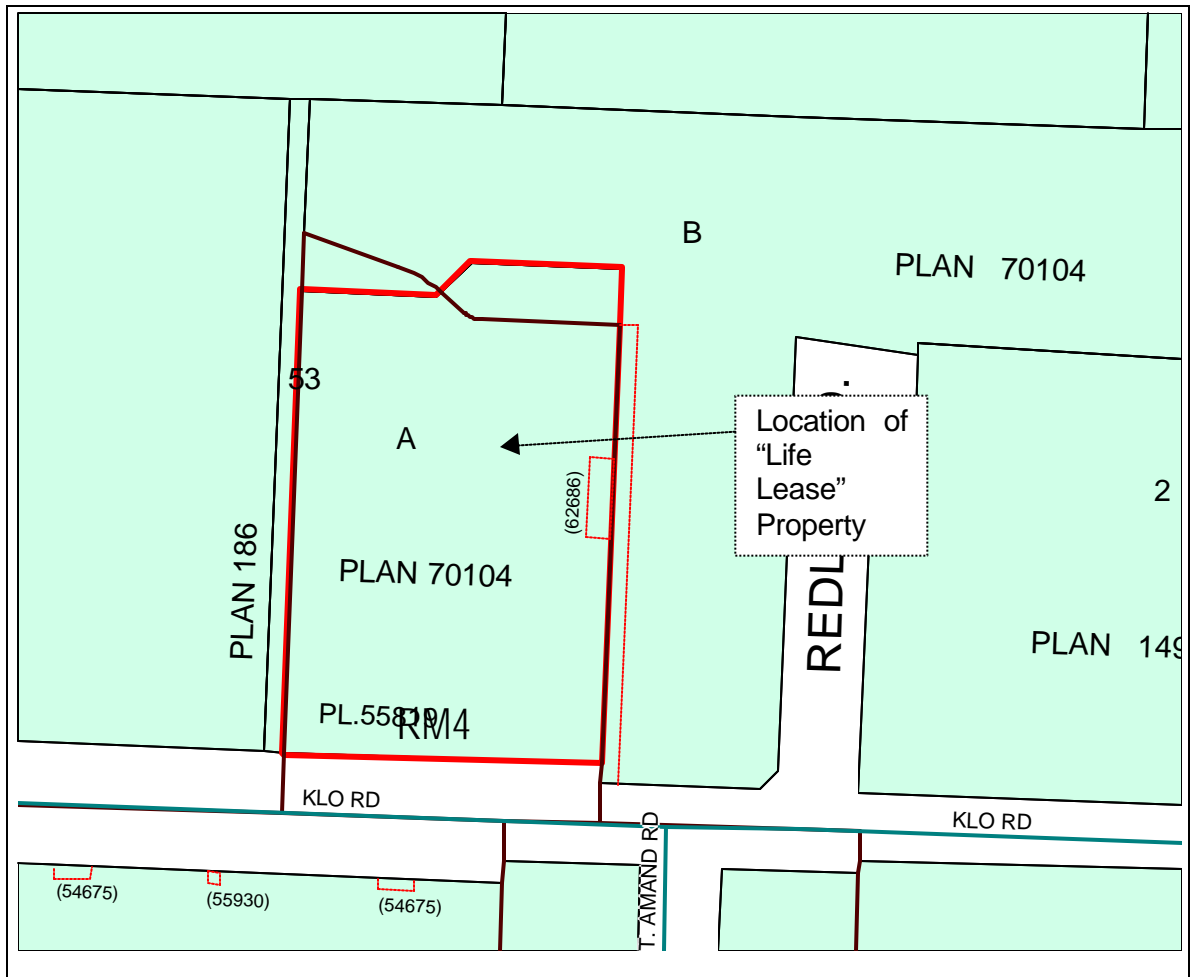 B
PLAN 70104
53
A
Location of
“Life
Lease”
Property
(62686)
2
PLAN 186
PLAN 70104
REDL
PLAN 149
PL.55819
RM4
KLO RD
KLO RD
T. AMAND RD
(54675)
(55930)
(54675)